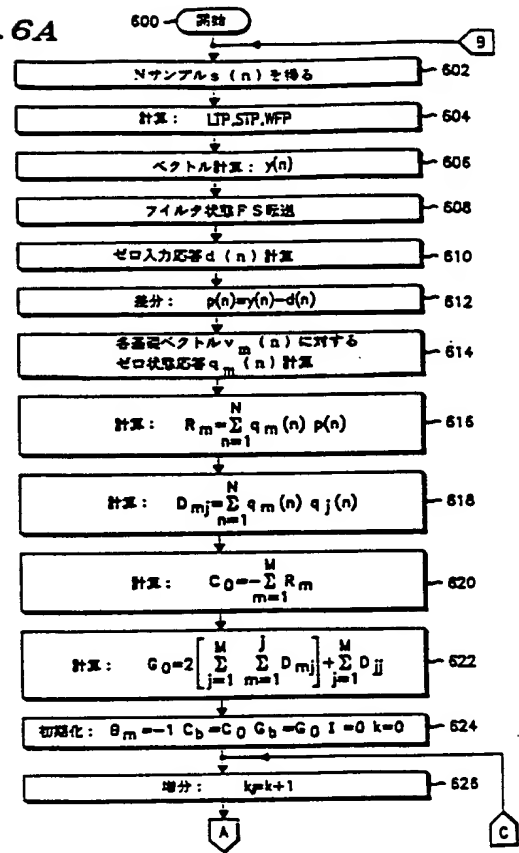 .6A
600 開始
9
Nサンプルs (n) を得る 602
計算: LTP,STP,WFP 604
ベクトル計算: y(n) 606
フイルタ状態FS転送 608
ゼロ入力応答d (n) 計算 610
差分: p(n)=y(n)-d(n) 612
各基礎ベクトルv_m (n) に対する
ゼロ状態応答q_m (n) 計算 614
計算: R_m=∑_{n=1}^{N} q_m (n) p(n) 616
計算: D_mj=∑_{n=1}^{N} q_m (n) q_j (n) 618
計算: C_0=-∑_{m=1}^{M} R_m 620
計算: G_0=2[∑_{j=1}^{M} ∑_{m=1}^{j} D_mj]+∑_{j=1}^{M} D_jj 622
初期化: θ_m=-1 C_b=C_0 G_b=G_0 I=0 k=0 624
増分: k=k+1 626
A
C